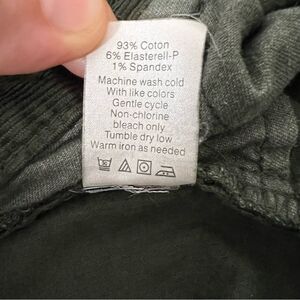 93% Coton
6% Elasterell-P
1% Spandex
Machine wash cold
With like colors
Gentle cycle
Non-chlorine
bleach only
Tumble dry low
Warm iron as needed